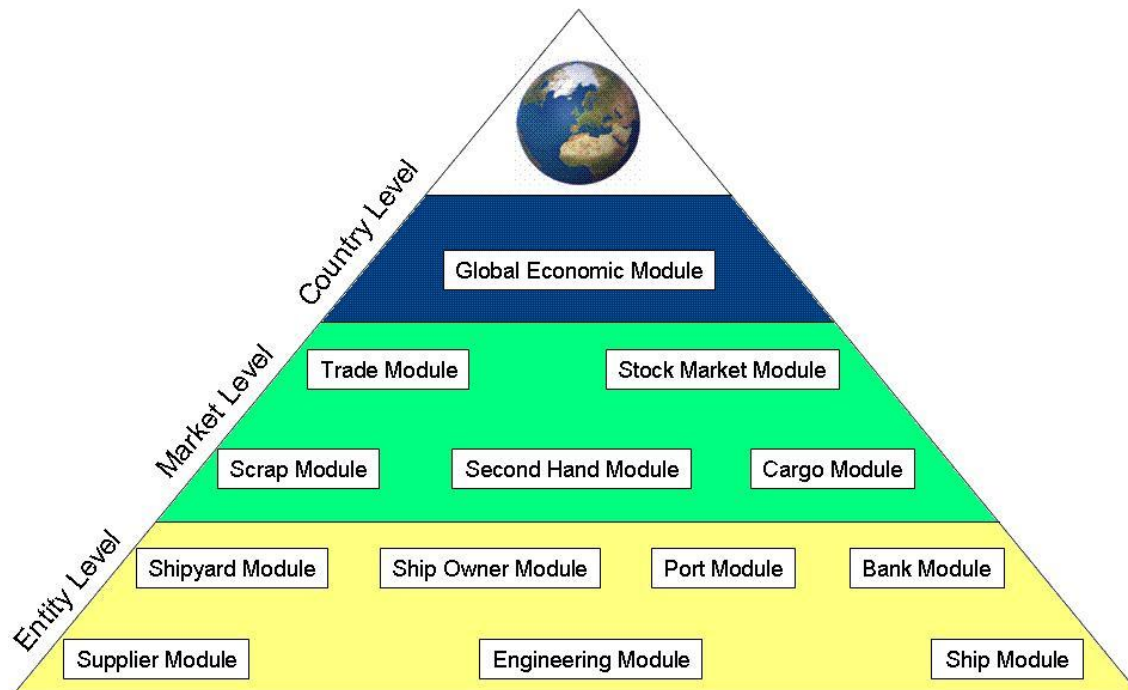 Country Level
Global Economic Module
Market Level
Trade Module
Stock Market Module
Scrap Module
Second Hand Module
Cargo Module
Entity Level
Shipyard Module
Ship Owner Module
Port Module
Bank Module
Supplier Module
Engineering Module
Ship Module